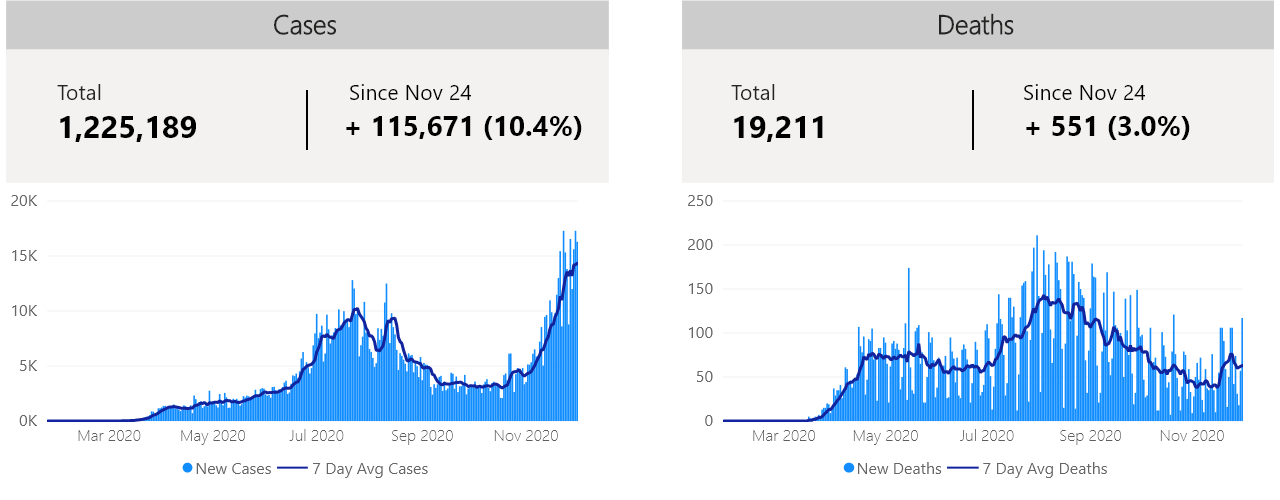 Cases
Total
1,225,189
Since Nov 24
+ 115,671 (10.4%)
20K
15K
10K
5K
0K
Mar 2020 May 2020 Jul 2020 Sep 2020 Nov 2020
New Cases 7 Day Avg Cases
Deaths
Total
19,211
Since Nov 24
+ 551 (3.0%)
250
200
150
100
50
0
Mar 2020 May 2020 Jul 2020 Sep 2020 Nov 2020
New Deaths 7 Day Avg Deaths